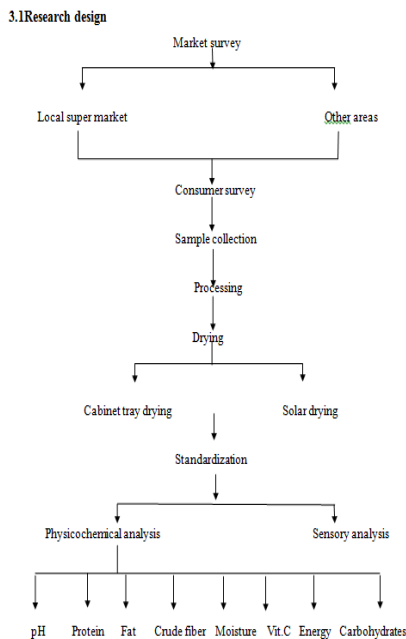 3.1Research design
Market survey
Local super market Other areas
Consumer survey
Sample collection
Processing
Drying
Cabinet tray drying Solar drying
Standardization
Physicochemical analysis Sensory analysis
pH Protein Fat Crude fiber Moisture Vit.C Energy Carbohydrates